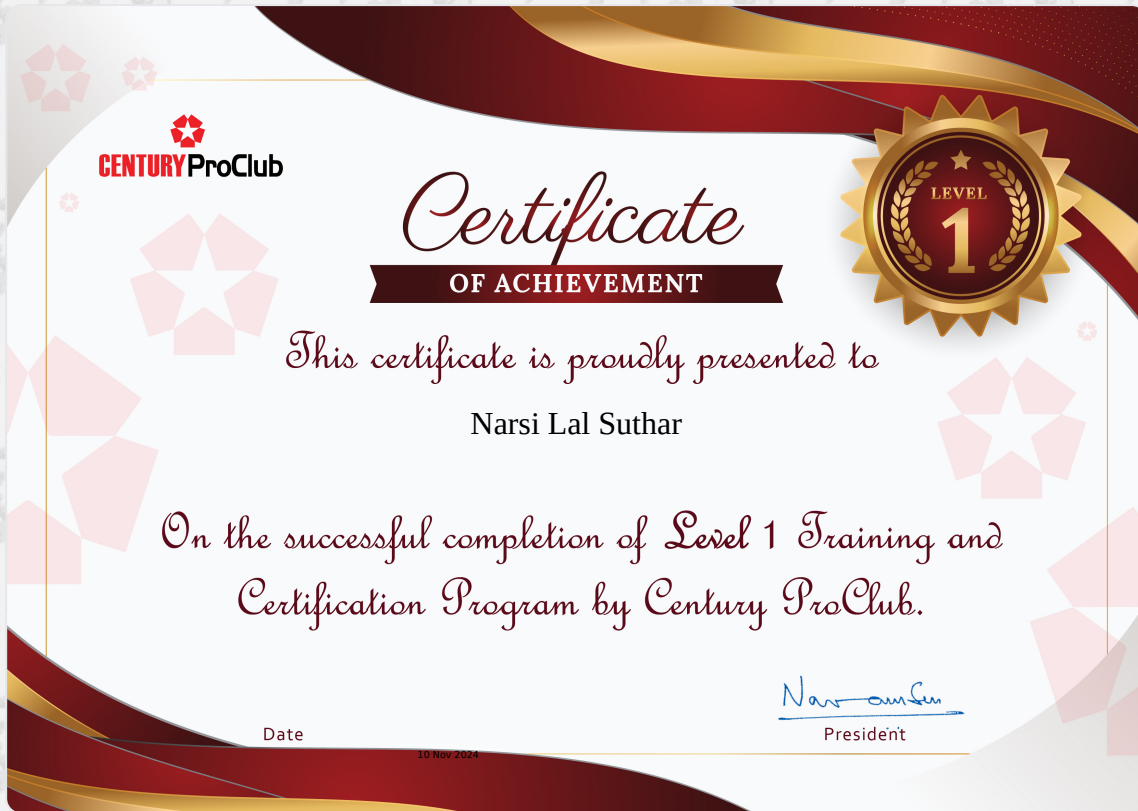 CENTURY ProClub
LEVEL
1
Certificate
OF ACHIEVEMENT
This certificate is proudly presented to
Narsi Lal Suthar
On the successful completion of Level 1 Training and
Certification Program by Century ProClub.
Date
President
10 Nov 2024